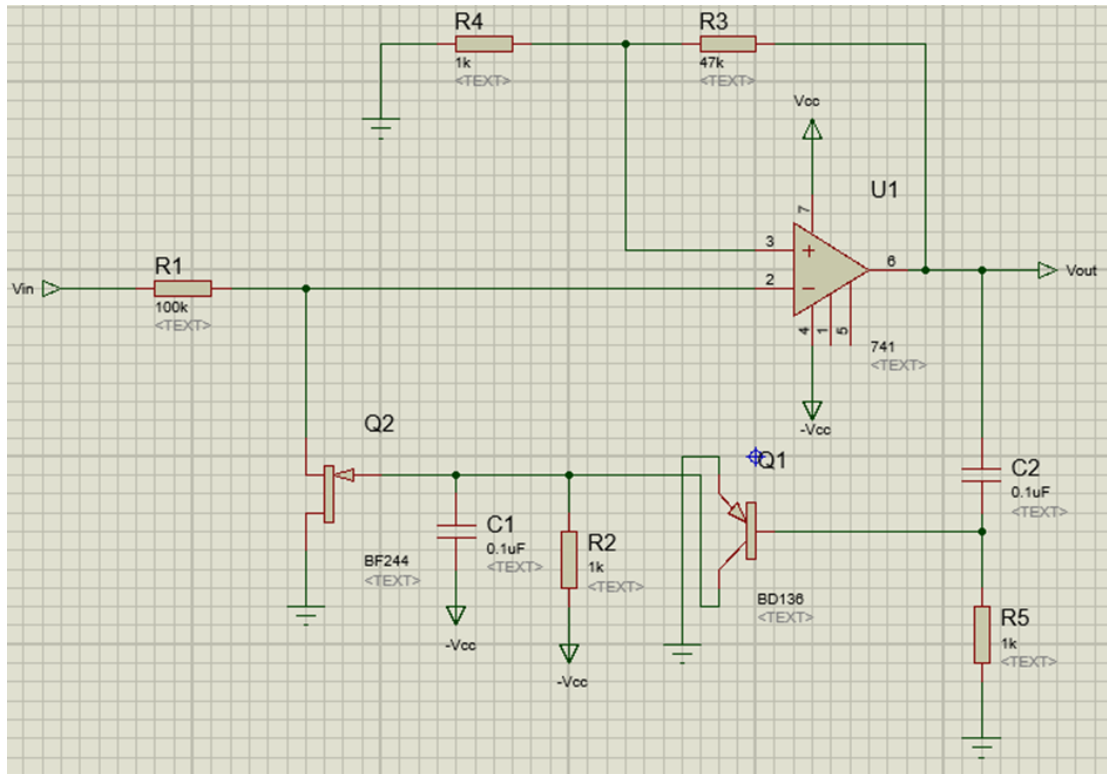 R4
1k
<TEXT>
R3
47k
<TEXT>
Vcc
U1
7
3
2
6
4
1
5
741
<TEXT>
-Vcc
Vout
Vin
R1
100k
<TEXT>
Q2
BF244
<TEXT>
C1
0.1uF
<TEXT>
-Vcc
R2
1k
<TEXT>
-Vcc
Q1
BD136
<TEXT>
C2
0.1uF
<TEXT>
R5
1k
<TEXT>